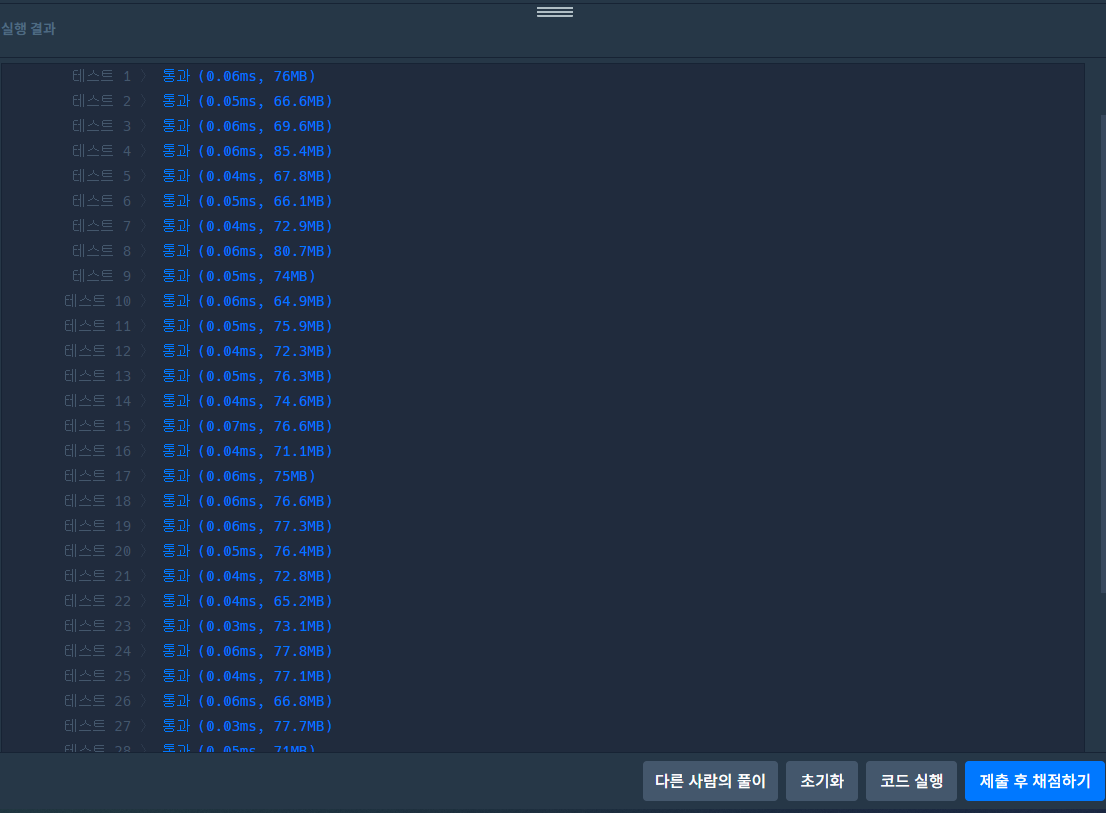 실행 결과
테스트 1 〉 통과 (0.06ms, 76MB)
테스트 2 〉 통과 (0.05ms, 66.6MB)
테스트 3 〉 통과 (0.06ms, 69.6MB)
테스트 4 〉 통과 (0.06ms, 85.4MB)
테스트 5 〉 통과 (0.04ms, 67.8MB)
테스트 6 〉 통과 (0.05ms, 66.1MB)
테스트 7 〉 통과 (0.04ms, 72.9MB)
테스트 8 〉 통과 (0.06ms, 80.7MB)
테스트 9 〉 통과 (0.05ms, 74MB)
테스트 10 〉 통과 (0.06ms, 64.9MB)
테스트 11 〉 통과 (0.05ms, 75.9MB)
테스트 12 〉 통과 (0.04ms, 72.3MB)
테스트 13 〉 통과 (0.05ms, 76.3MB)
테스트 14 〉 통과 (0.04ms, 74.6MB)
테스트 15 〉 통과 (0.07ms, 76.6MB)
테스트 16 〉 통과 (0.04ms, 71.1MB)
테스트 17 〉 통과 (0.06ms, 75MB)
테스트 18 〉 통과 (0.06ms, 76.6MB)
테스트 19 〉 통과 (0.06ms, 77.3MB)
테스트 20 〉 통과 (0.05ms, 76.4MB)
테스트 21 〉 통과 (0.04ms, 72.8MB)
테스트 22 〉 통과 (0.04ms, 65.2MB)
테스트 23 〉 통과 (0.03ms, 73.1MB)
테스트 24 〉 통과 (0.06ms, 77.8MB)
테스트 25 〉 통과 (0.04ms, 77.1MB)
테스트 26 〉 통과 (0.06ms, 66.8MB)
테스트 27 〉 통과 (0.03ms, 77.7MB)
테스트 28 〉 통과 (0.05ms, 71MB)
다른 사람의 풀이 초기화 코드 실행 제출 후 채점하기